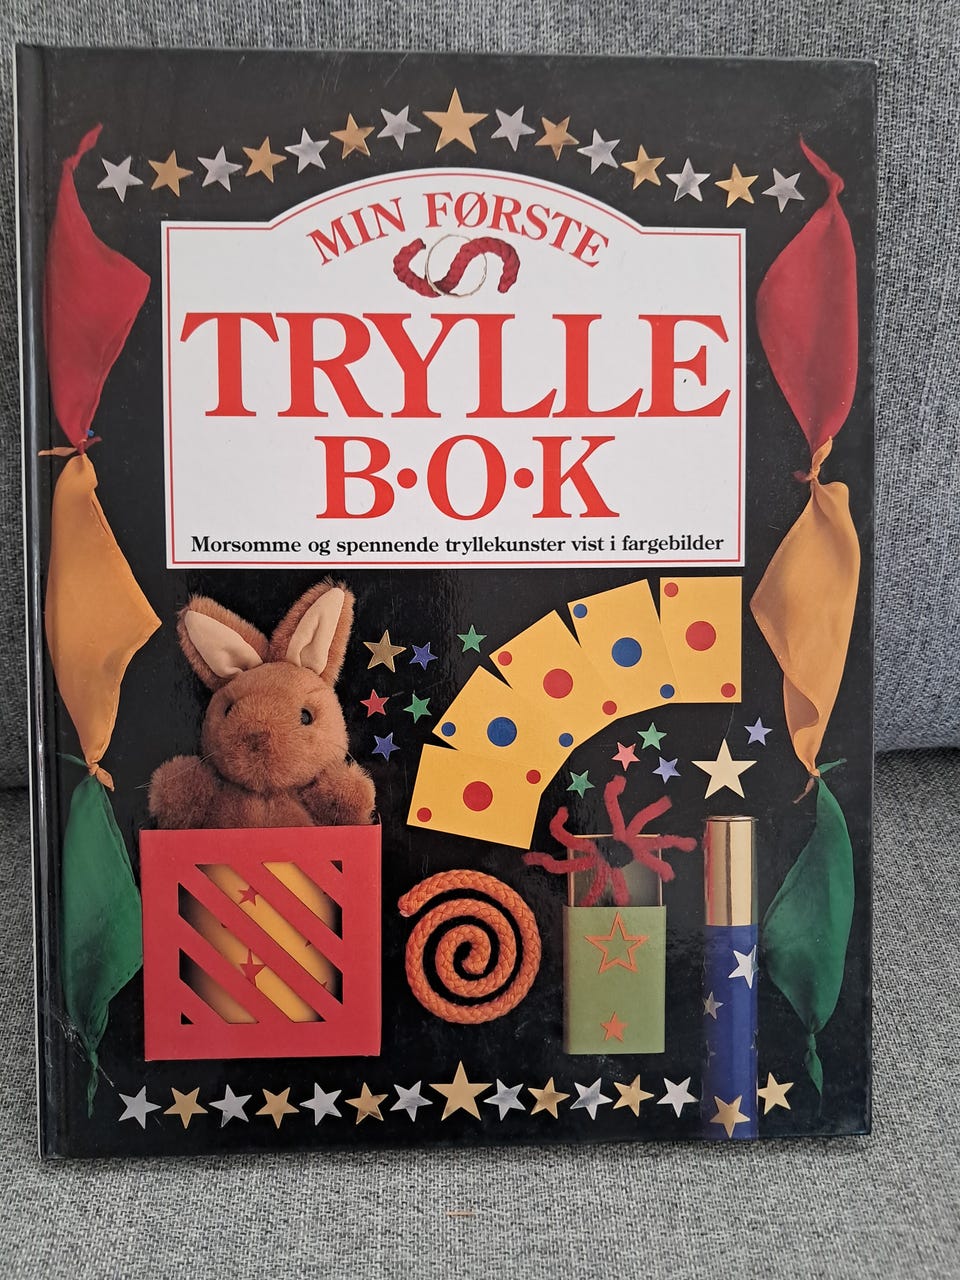 MIN FØRSTE
TRYLLE
B·O·K
Morsomme og spennende tryllekunster vist i fargebilder